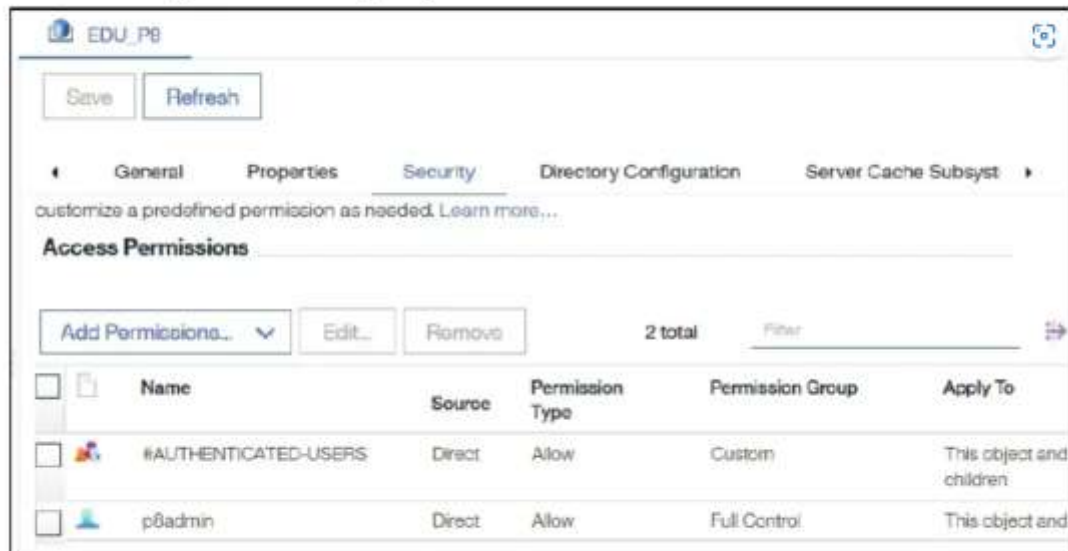 EDU_P8
Save Refresh
General Properties Security Directory Configuration Server Cache Subsyst
customize a predefined permission as needed. Learn more...
Access Permissions
Add Permissions... Edit... Remove 2 total Filter
Name Source Permission Type Permission Group Apply To
#AUTHENTICATED-USERS Direct Allow Custom This object and children
p8admin Direct Allow Full Control This object and